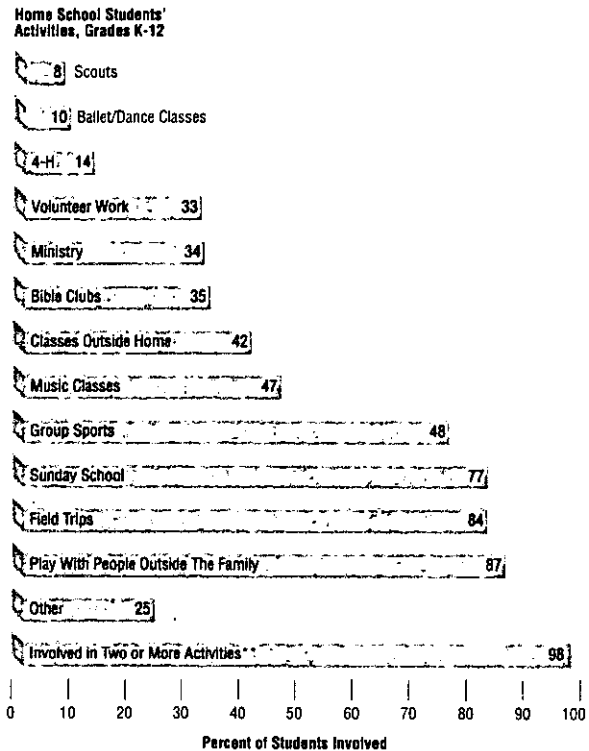 Home School Students'
Activities, Grades K-12
8 Scouts
10 Ballet/Dance Classes
4-H 14
Volunteer Work 33
Ministry 34
Bible Clubs 35
Classes Outside Home 42
Music Classes 47
Group Sports 48
Sunday School 77
Field Trips 84
Play With People Outside The Family 87
Other 25
Involved in Two or More Activities** 98
0 10 20 30 40 50 60 70 80 90 100
Percent of Students Involved